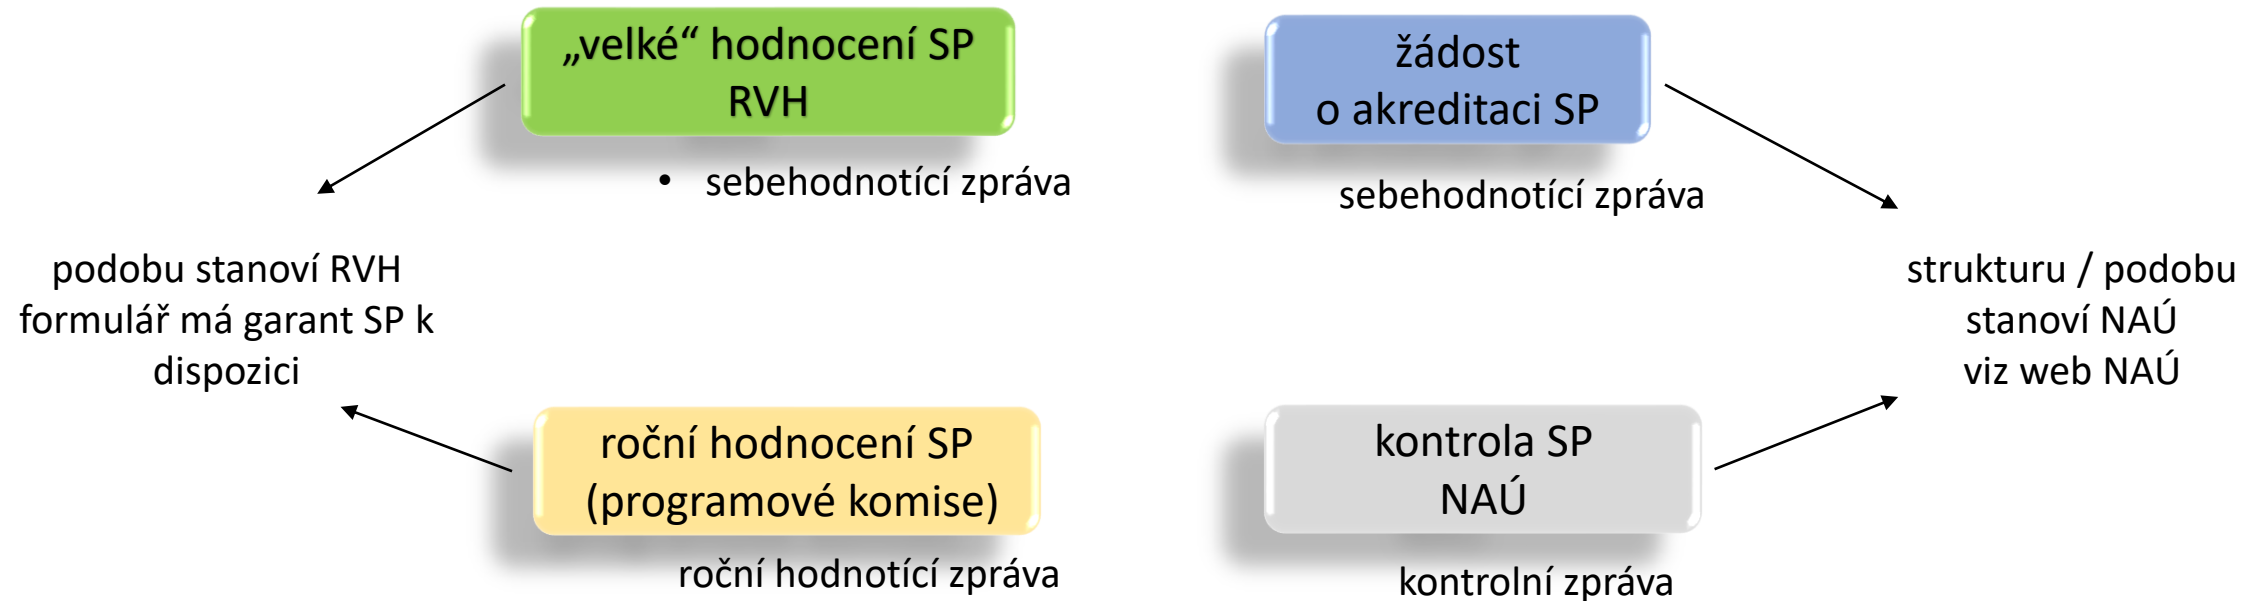 „velké“ hodnocení SP
RVH
• sebehodnotící zpráva
žádost
o akreditaci SP
sebehodnotící zpráva
podobu stanoví RVH
formulář má garant SP k
dispozici
strukturu / podobu
stanoví NAÚ
viz web NAÚ
roční hodnocení SP
(programové komise)
roční hodnotící zpráva
kontrola SP
NAÚ
kontrolní zpráva